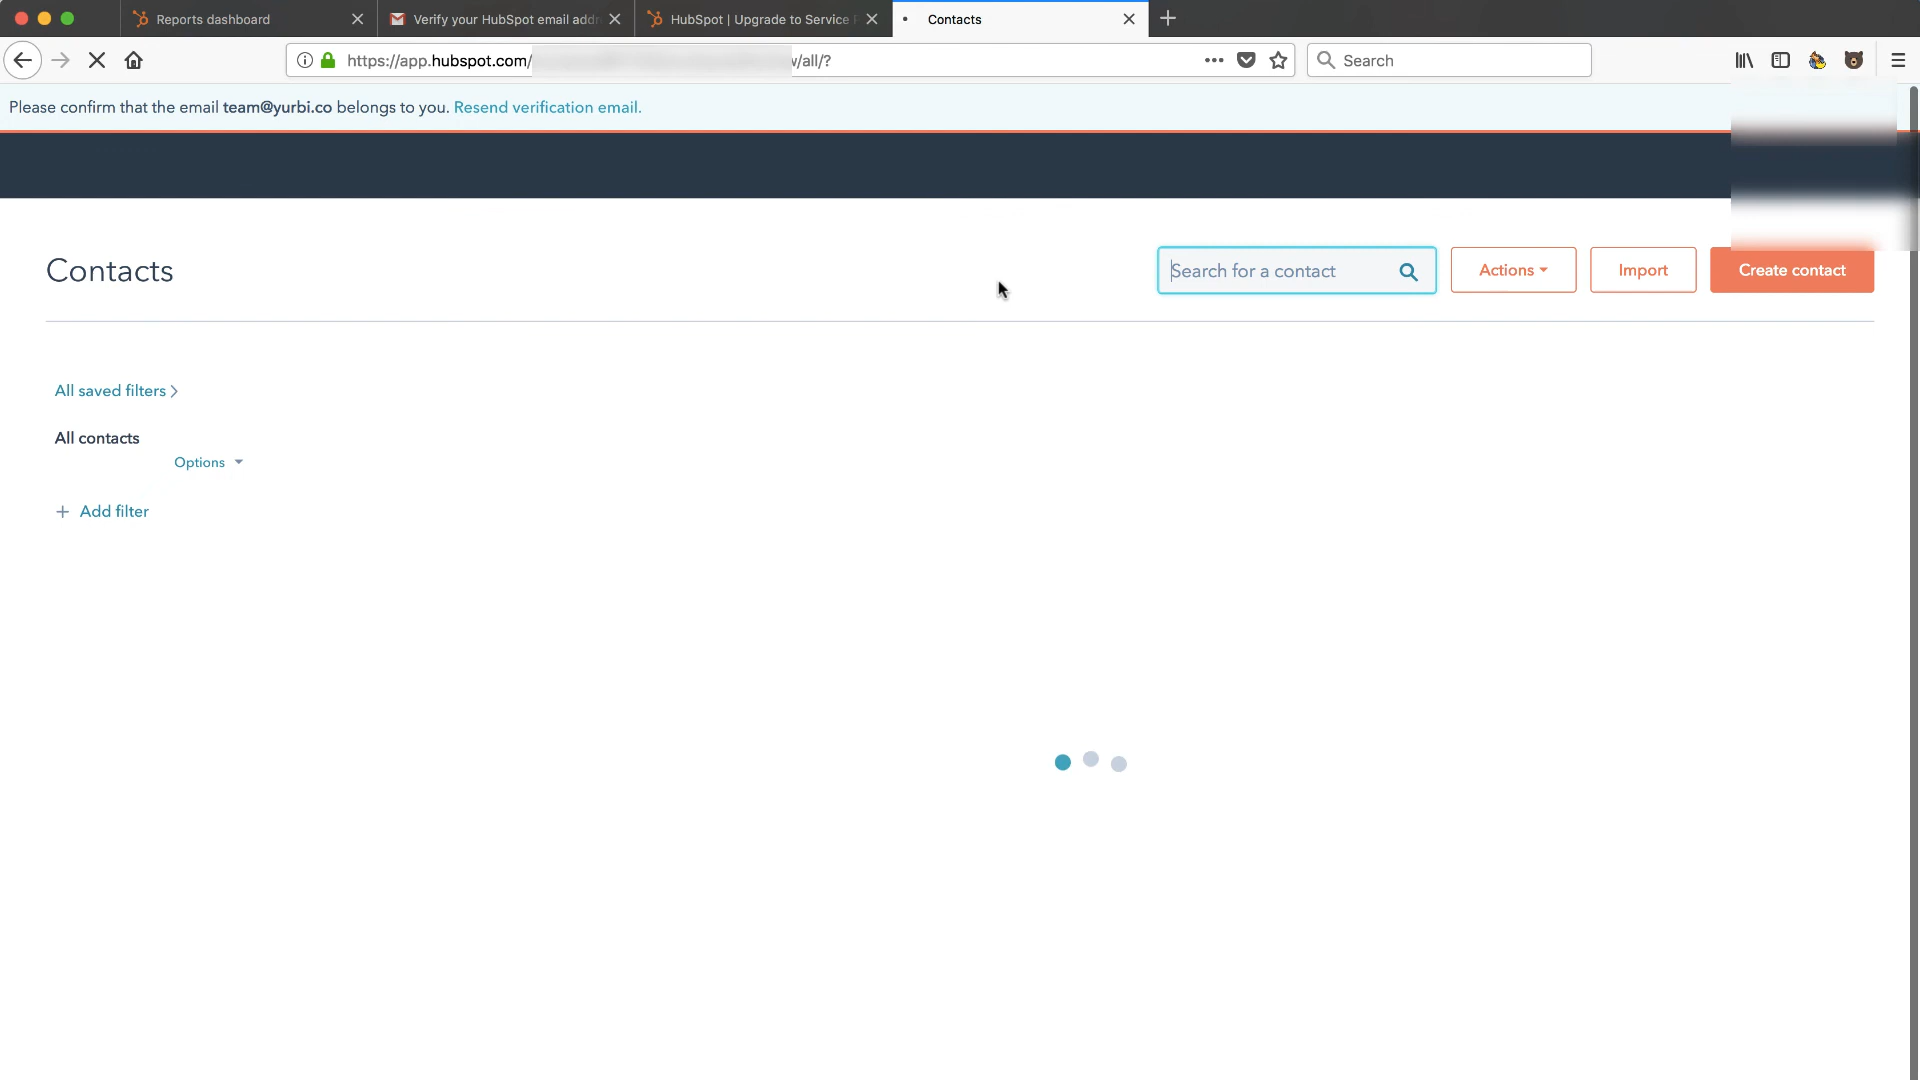 Reports dashboard
Verify your HubSpot email addr
HubSpot | Upgrade to Service
Contacts
https://app.hubspot.com/
/all/?
Search
Please confirm that the email team@yurbi.co belongs to you. Resend verification email.
Contacts
Search for a contact
Actions
Import
Create contact
All saved filters
All contacts
Options
Add filter